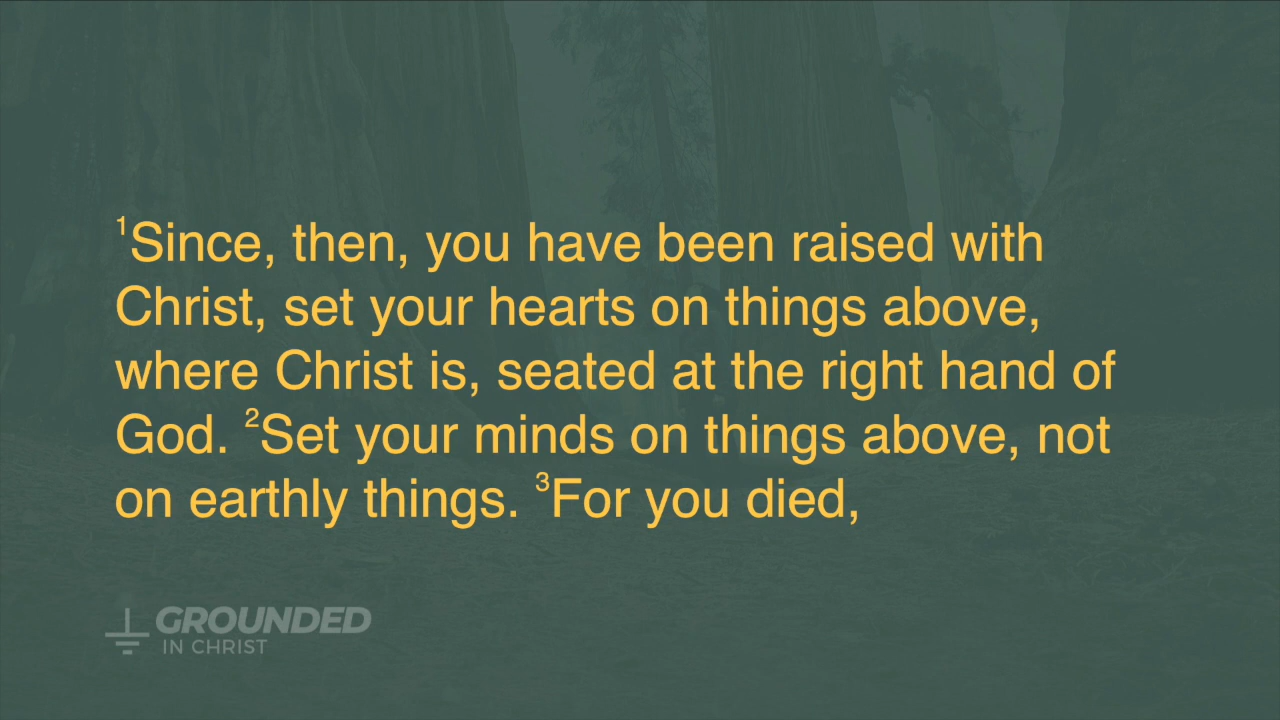 ¹Since, then, you have been raised with
Christ, set your hearts on things above,
where Christ is, seated at the right hand of
God. ²Set your minds on things above, not
on earthly things. ³For you died,
GROUNDED
IN CHRIST